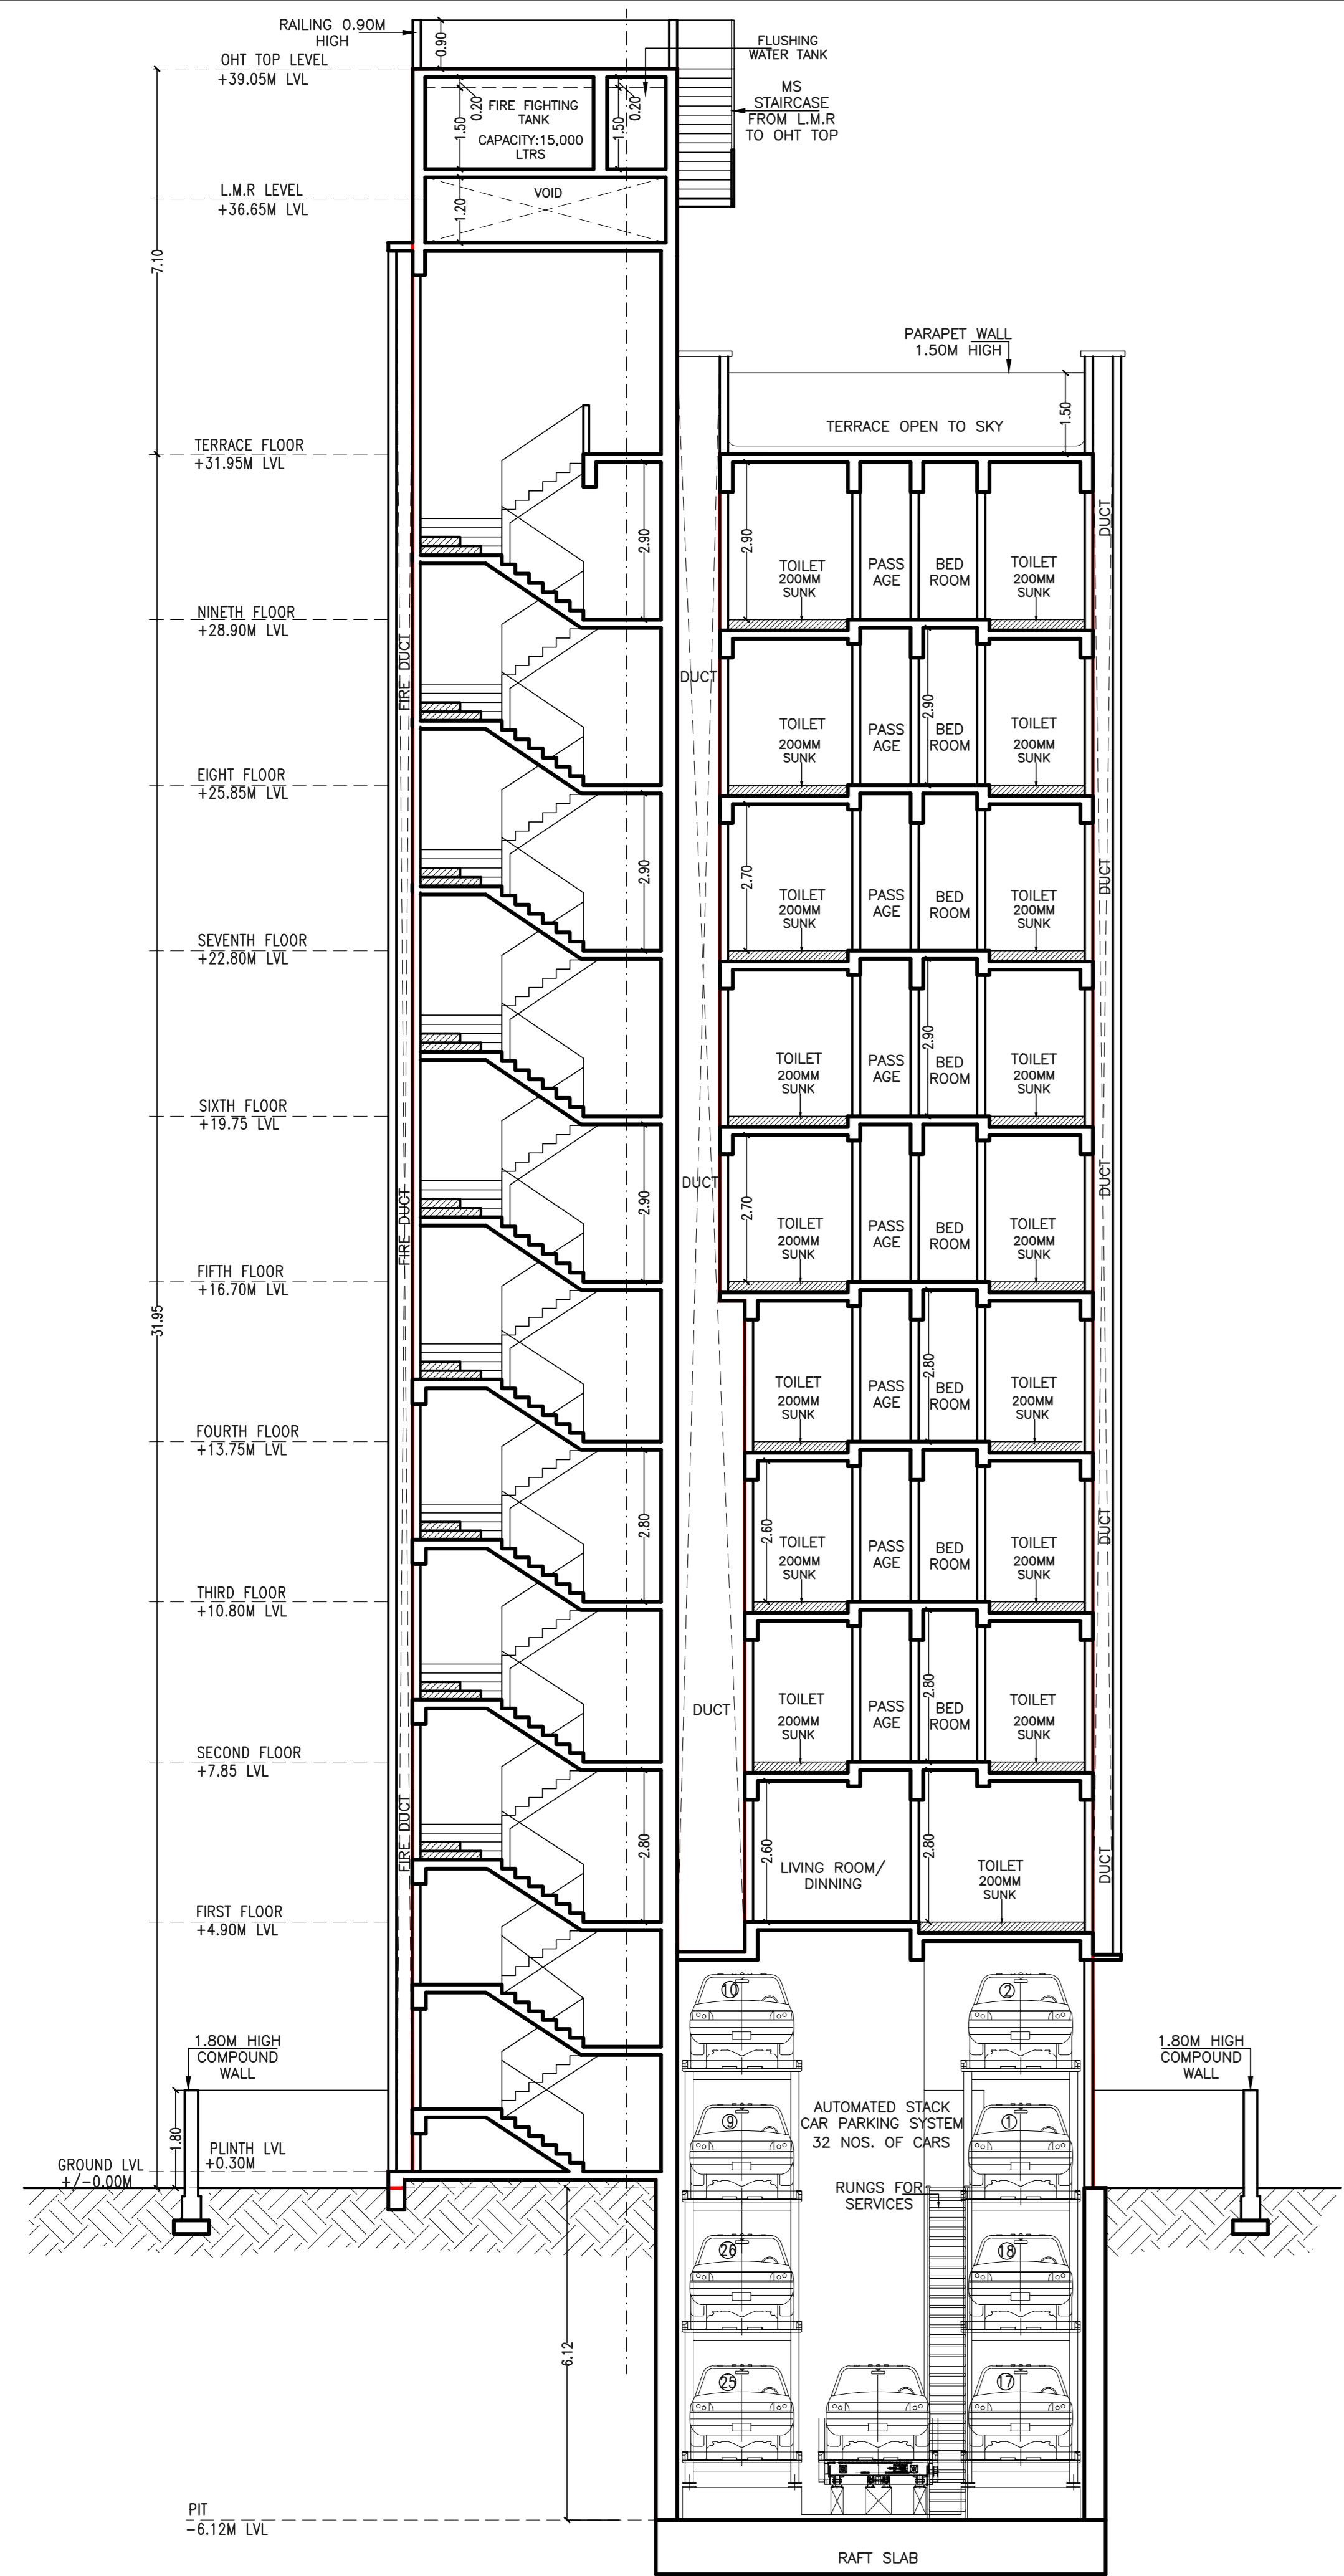 RAILING 0.90M
HIGH
0.90
OHT TOP LEVEL
+39.05M LVL
FLUSHING
WATER TANK
MS
STAIRCASE
FROM L.M.R
TO OHT TOP
0.20
1.50
FIRE FIGHTING
TANK
CAPACITY:15,000
LTRS
0.20
1.50
L.M.R LEVEL
+36.65M LVL
VOID
1.20
7.10
PARAPET WALL
1.50M HIGH
1.50
TERRACE OPEN TO SKY
TERRACE FLOOR
+31.95M LVL
2.90
2.90
TOILET
200MM
SUNK
PASS
AGE
BED
ROOM
TOILET
200MM
SUNK
DUCT
NINETH FLOOR
+28.90M LVL
FIRE DUCT
DUCT
TOILET
200MM
SUNK
PASS
AGE
2.90
BED
ROOM
TOILET
200MM
SUNK
EIGHT FLOOR
+25.85M LVL
2.90
2.70
TOILET
200MM
SUNK
PASS
AGE
BED
ROOM
TOILET
200MM
SUNK
DUCT
SEVENTH FLOOR
+22.80M LVL
TOILET
200MM
SUNK
PASS
AGE
2.90
BED
ROOM
TOILET
200MM
SUNK
SIXTH FLOOR
+19.75 LVL
FIRE DUCT
2.90
DUCT
2.70
TOILET
200MM
SUNK
PASS
AGE
BED
ROOM
TOILET
200MM
SUNK
DUCT
FIFTH FLOOR
+16.70M LVL
31.95
TOILET
200MM
SUNK
PASS
AGE
2.80
BED
ROOM
TOILET
200MM
SUNK
FOURTH FLOOR
+13.75M LVL
2.80
2.60
TOILET
200MM
SUNK
PASS
AGE
BED
ROOM
TOILET
200MM
SUNK
DUCT
THIRD FLOOR
+10.80M LVL
DUCT
TOILET
200MM
SUNK
PASS
AGE
2.80
BED
ROOM
TOILET
200MM
SUNK
SECOND FLOOR
+7.85 LVL
FIRE DUCT
2.80
2.60
LIVING ROOM/
DINNING
2.80
TOILET
200MM
SUNK
DUCT
FIRST FLOOR
+4.90M LVL
10
2
1.80M HIGH
COMPOUND
WALL
1.80M HIGH
COMPOUND
WALL
1.80
9
AUTOMATED STACK
CAR PARKING SYSTEM
32 NOS. OF CARS
1
PLINTH LVL
+0.30M
GROUND LVL
+/-0.00M
RUNGS FOR
SERVICES
26
18
6.12
25
17
PIT
-6.12M LVL
RAFT SLAB